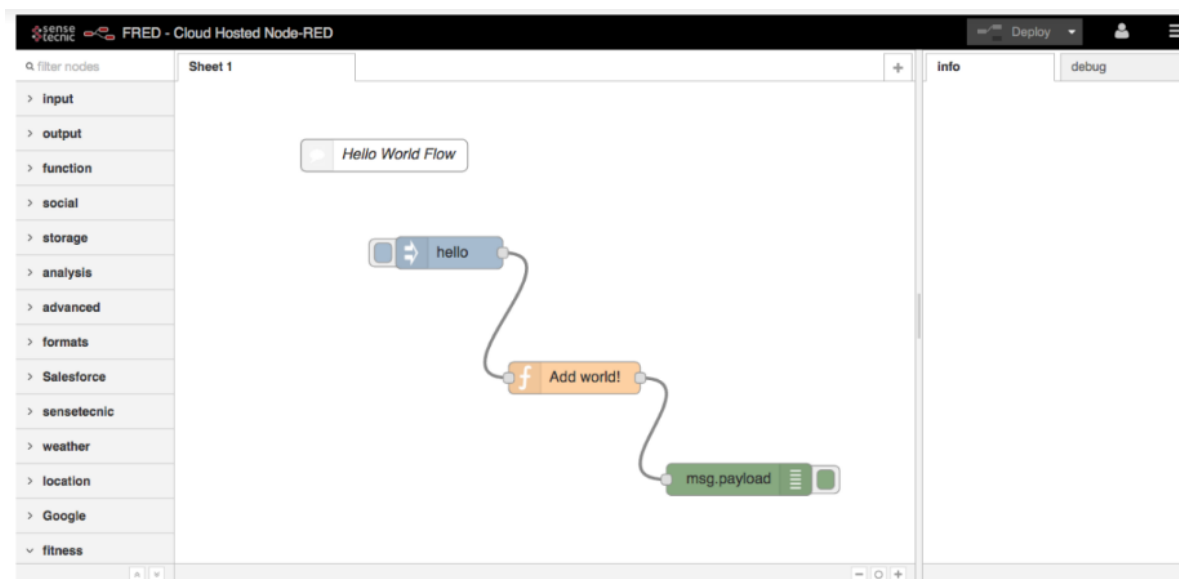 sense tecnic FRED - Cloud Hosted Node-RED Deploy
filter nodes
Sheet 1
+
info
debug
> input
> output
> function
> social
> storage
> analysis
> advanced
> formats
> Salesforce
> sensetecnic
> weather
> location
> Google
fitness
Hello World Flow
hello
f Add world!
msg.payload